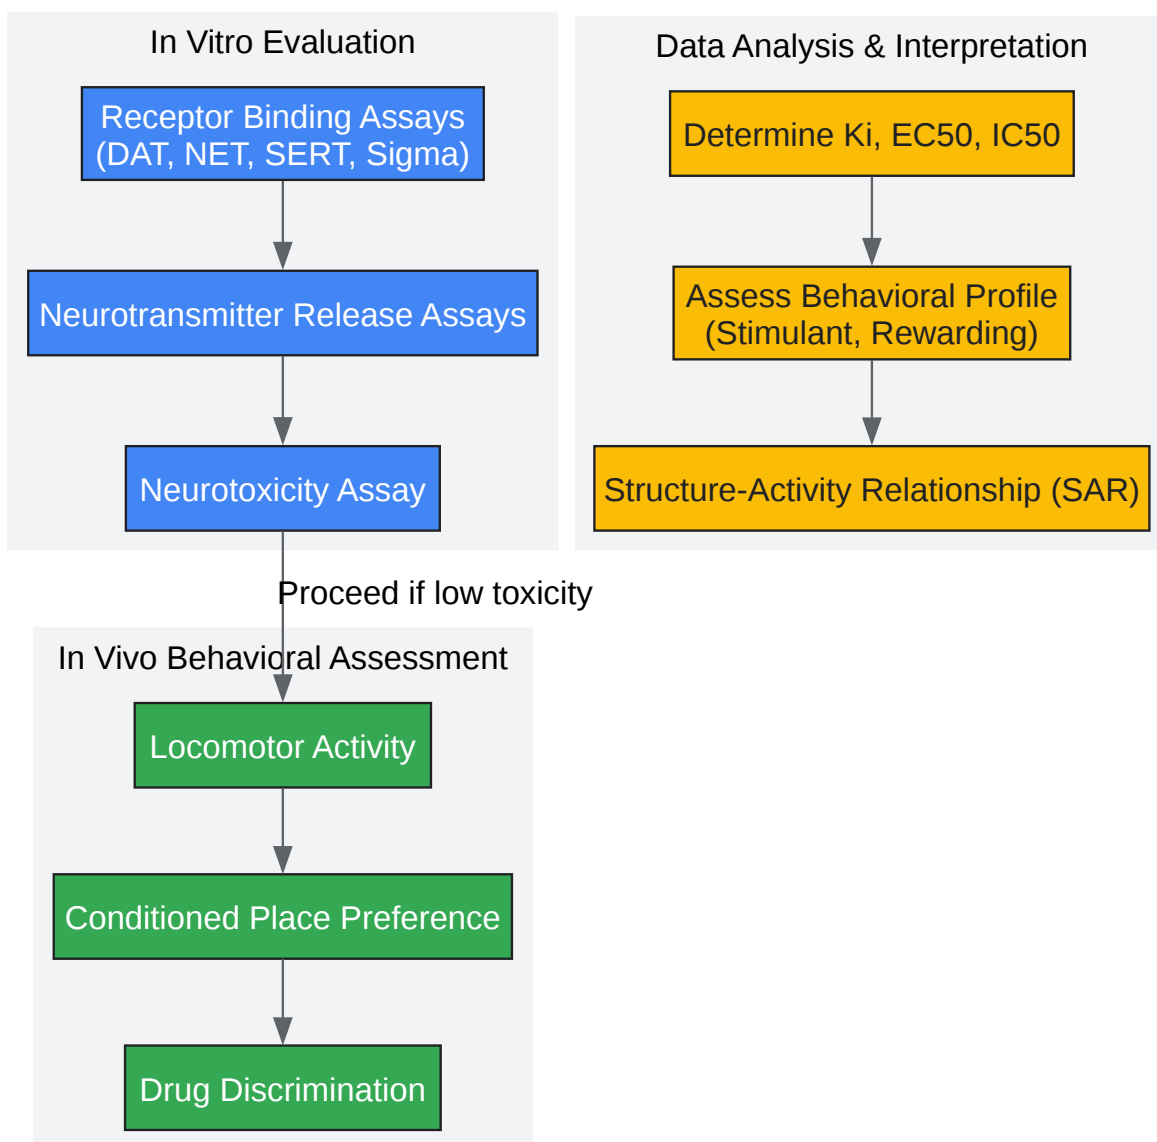 In Vitro Evaluation
Receptor Binding Assays
(DAT, NET, SERT, Sigma)
Neurotransmitter Release Assays
Neurotoxicity Assay
Proceed if low toxicity
In Vivo Behavioral Assessment
Locomotor Activity
Conditioned Place Preference
Drug Discrimination
Data Analysis & Interpretation
Determine Ki, EC50, IC50
Assess Behavioral Profile
(Stimulant, Rewarding)
Structure-Activity Relationship (SAR)